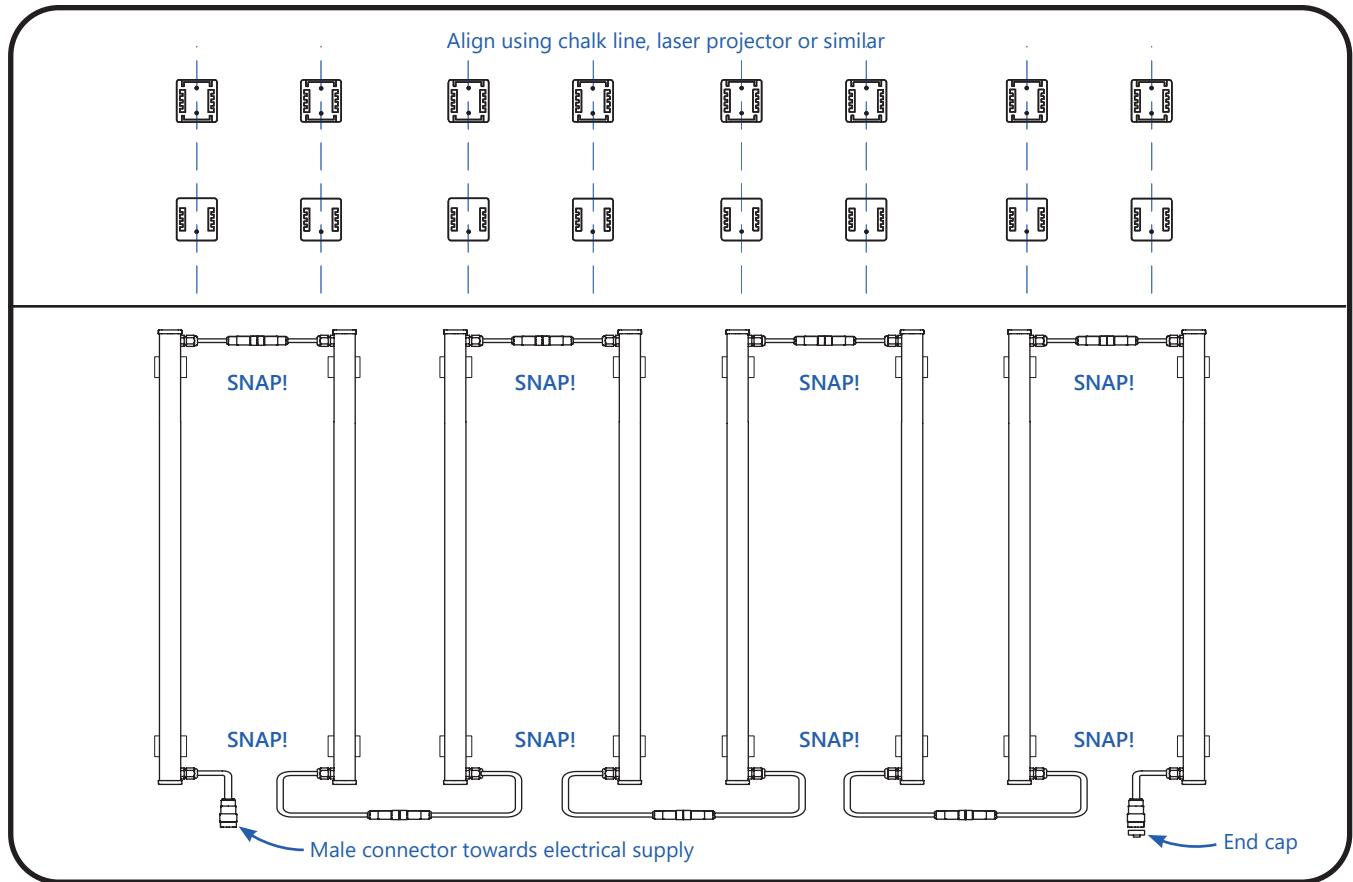 Align using chalk line, laser projector or similar
SNAP! SNAP! SNAP! SNAP!
SNAP! SNAP! SNAP! SNAP!
Male connector towards electrical supply
End cap